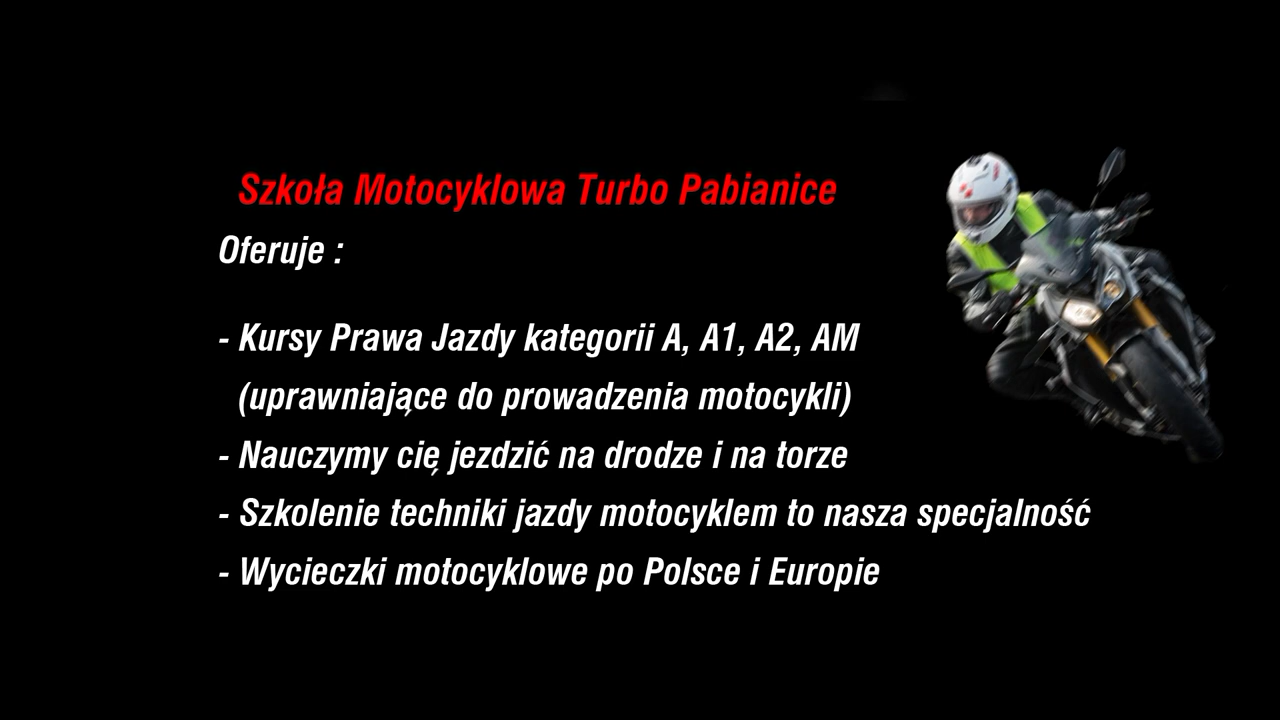 Szkoła Motocyklowa Turbo Pabianice
Oferuje :
- Kursy Prawa Jazdy kategorii A, A1, A2, AM
(uprawniające do prowadzenia motocykli)
- Nauczymy cię jezdzić na drodze i na torze
- Szkolenie techniki jazdy motocyklem to nasza specjalność
- Wycieczki motocyklowe po Polsce i Europie